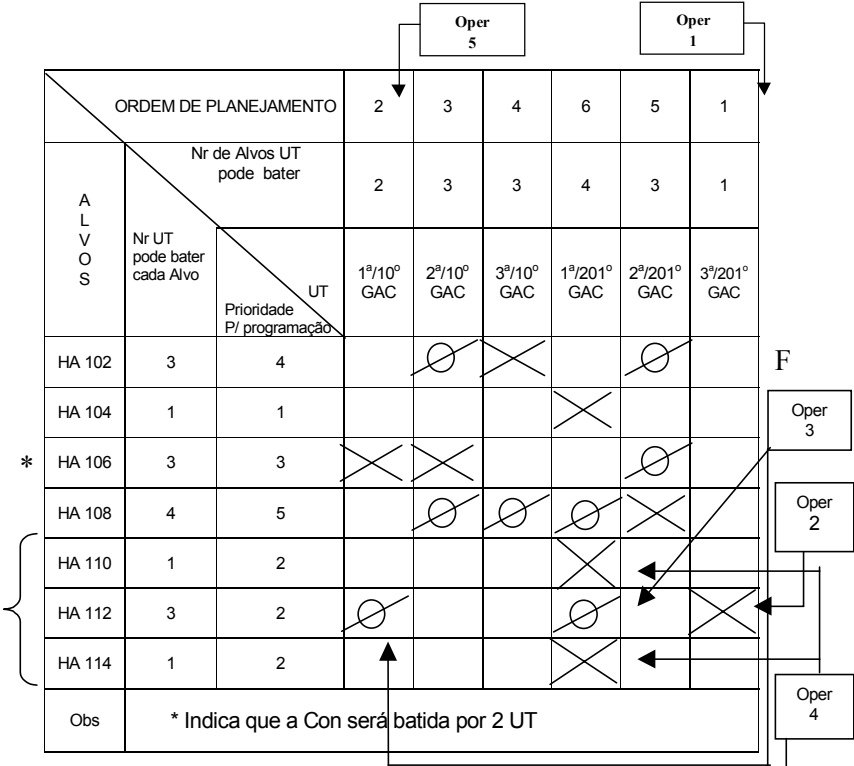 Oper
5
Oper
1
ORDEM DE PLANEJAMENTO 2 3 4 6 5 1
Nr de Alvos UT
pode bater
2 3 3 4 3 1
A
L
V
O
S
Nr UT
pode bater
cada Alvo
UT
Prioridade
P/ programação
1ª/10º
GAC
2ª/10º
GAC
3ª/10º
GAC
1ª/201º
GAC
2ª/201º
GAC
3ª/201º
GAC
HA 102 3 4
F
HA 104 1 1
Oper
3
* HA 106 3 3
HA 108 4 5
Oper
2
HA 110 1 2
HA 112 3 2
HA 114 1 2
Oper
4
Obs * Indica que a Con será batida por 2 UT